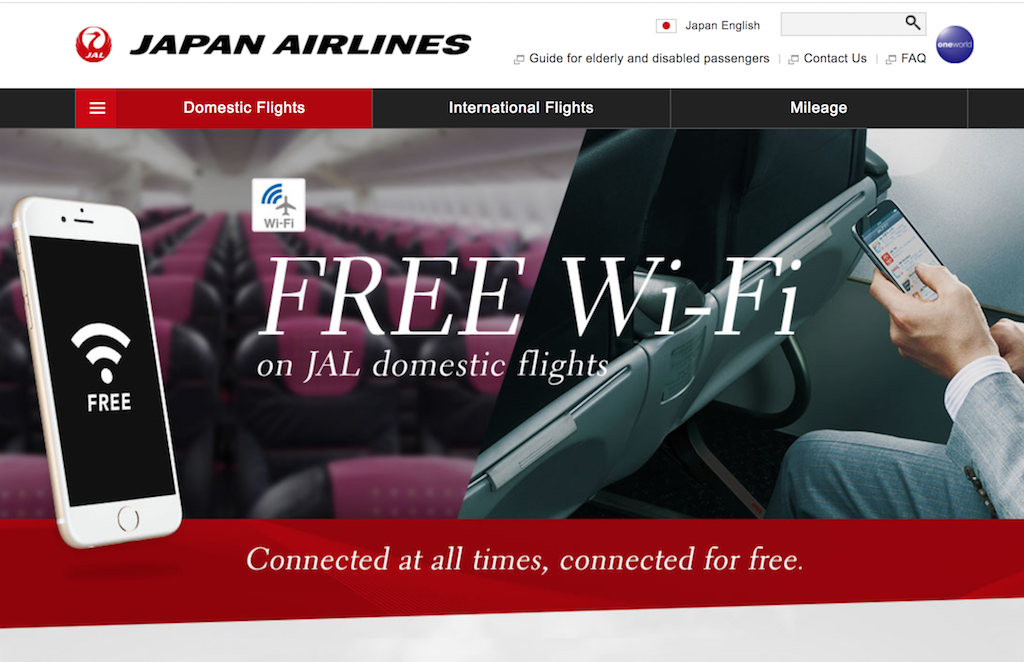 JAL
JAPAN AIRLINES
Japan English
oneworld
Guide for elderly and disabled passengers
Contact Us
FAQ
Domestic Flights
International Flights
Mileage
Wi-Fi
FREE Wi-Fi
on JAL domestic flights
FREE
Connected at all times, connected for free.